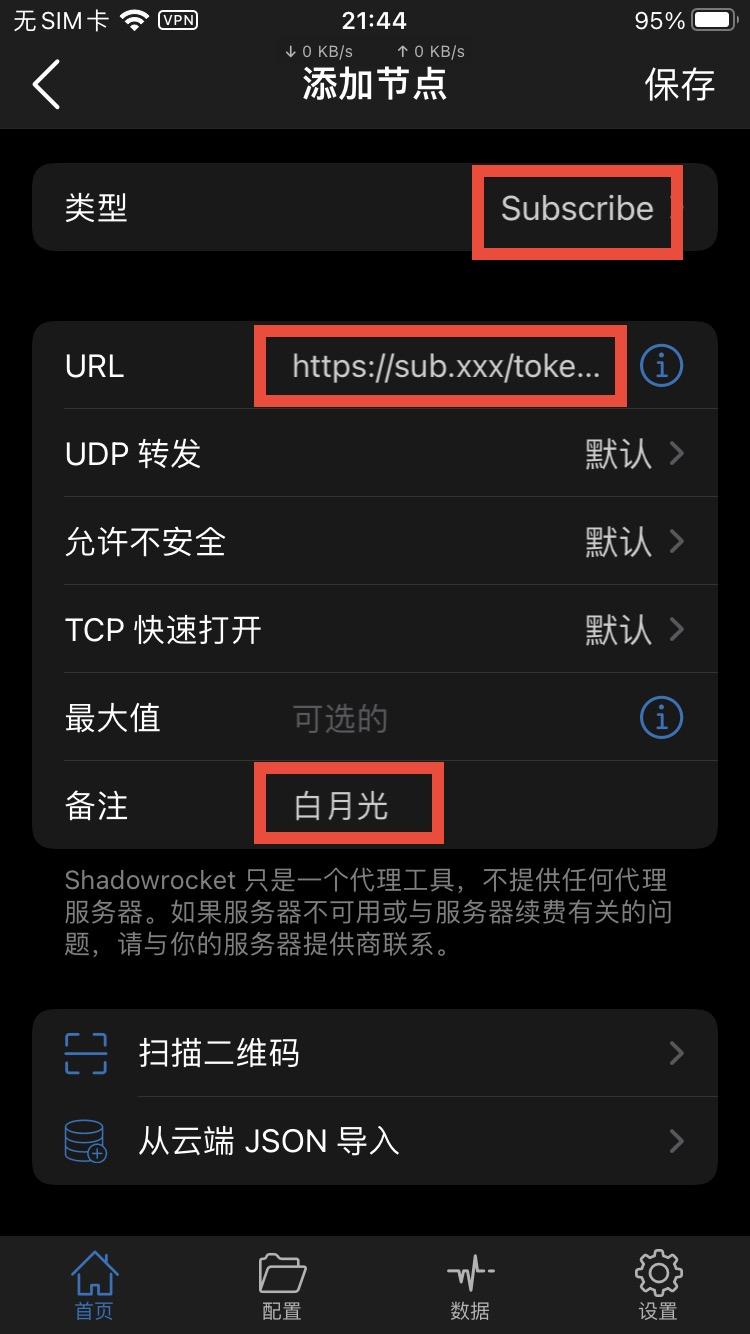 无SIM卡 VPN 21:44 95%
↓ 0 KB/s ↑ 0 KB/s
添加节点 保存
类型 Subscribe
URL https://sub.xxx/toke...
UDP 转发 默认
允许不安全 默认
TCP 快速打开 默认
最大值 可选的
备注 白月光
Shadowrocket 只是一个代理工具，不提供任何代理
服务器。如果服务器不可用或与服务器续费有关的问
题，请与你的服务器提供商联系。
扫描二维码
从云端 JSON 导入
首页 配置 数据 设置